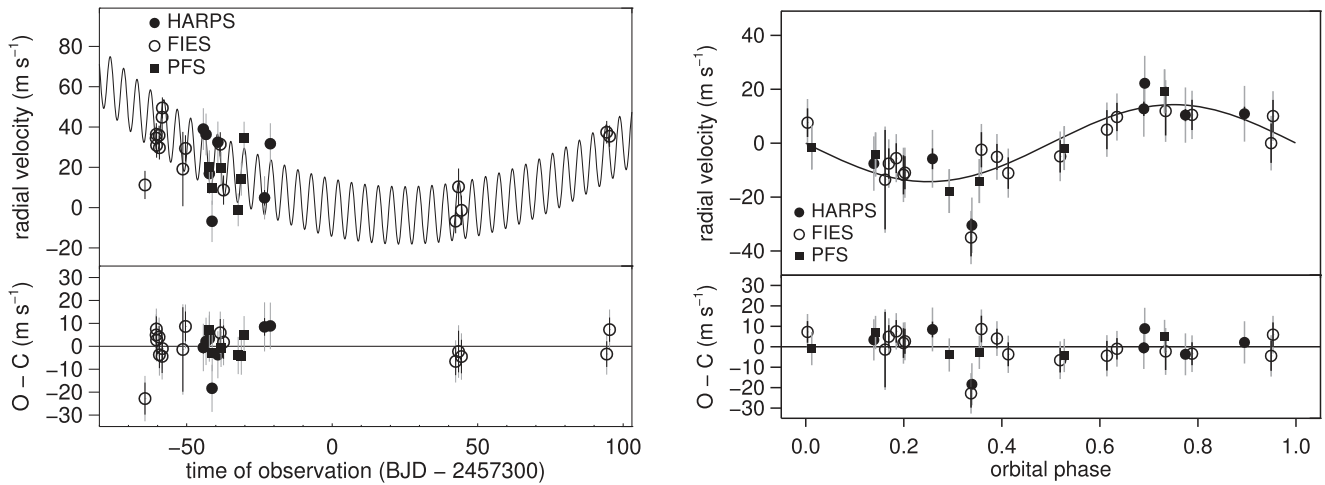 HARPS
FIES
PFS
radial velocity (m s⁻¹)
80
60
40
20
0
−20
O − C (m s⁻¹)
30
20
10
0
−10
−20
−30
−50
0
50
100
time of observation (BJD − 2457300)
radial velocity (m s⁻¹)
40
20
0
−20
−40
HARPS
FIES
PFS
O − C (m s⁻¹)
30
20
10
0
−10
−20
−30
0.0
0.2
0.4
0.6
0.8
1.0
orbital phase